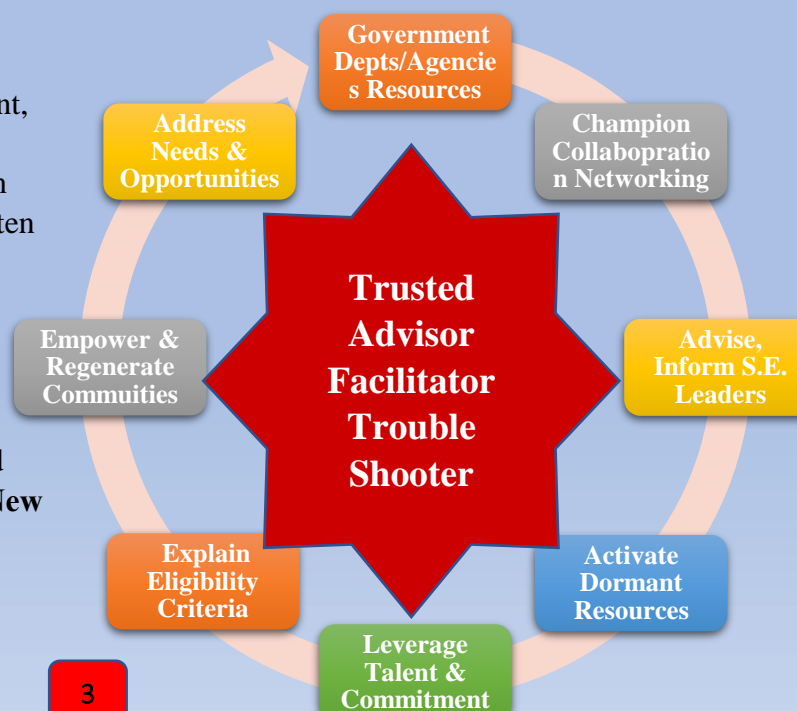 nt,
n
ten
d
New
Government
Depts/Agencie
s Resources
Champion
Collabopratio
n Networking
Advise,
Inform S.E.
Leaders
Activate
Dormant
Resources
Leverage
Talent &
Commitment
Explain
Eligibility
Criteria
Empower &
Regenerate
Commuities
Address
Needs &
Opportunities
Trusted
Advisor
Facilitator
Trouble
Shooter
3